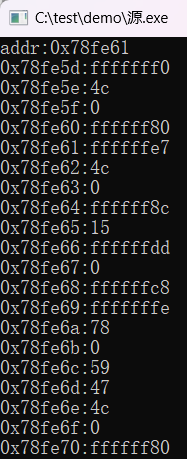 C:\test\demo\源.exe
addr:0x78fe61
0x78fe5d:fffffff0
0x78fe5e:4c
0x78fe5f:0
0x78fe60:ffffff80
0x78fe61:ffffffe7
0x78fe62:4c
0x78fe63:0
0x78fe64:ffffff8c
0x78fe65:15
0x78fe66:ffffffdd
0x78fe67:0
0x78fe68:ffffffc8
0x78fe69:fffffffe
0x78fe6a:78
0x78fe6b:0
0x78fe6c:59
0x78fe6d:47
0x78fe6e:4c
0x78fe6f:0
0x78fe70:ffffff80